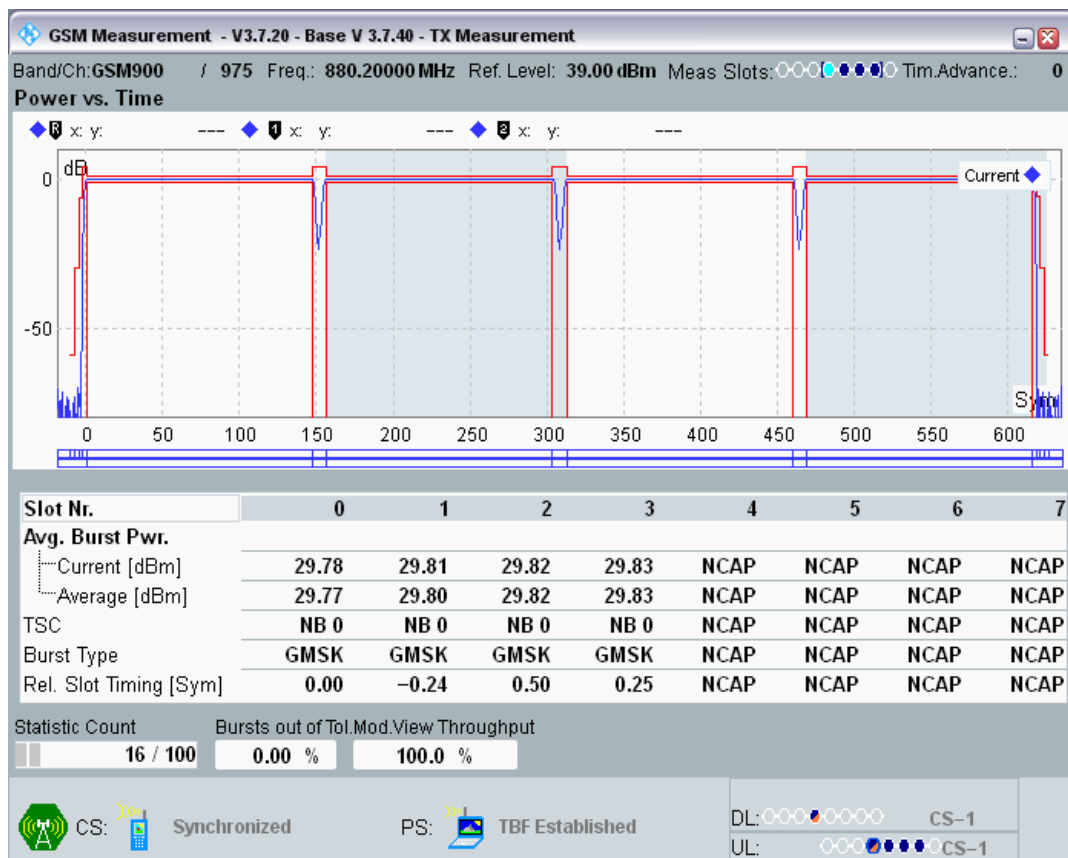 GSM Measurement - V3.7.20 - Base V 3.7.40 - TX Measurement
Band/Ch:GSM900 / 975 Freq.: 880.20000 MHz Ref. Level: 39.00 dBm Meas Slots: Tim.Advance.: 0
Power vs. Time
R x: y: --- 1 x: y: --- 2 x: y: ---
dB
Current
0
-50
Sym
0 50 100 150 200 250 300 350 400 450 500 550 600
Slot Nr. 0 1 2 3 4 5 6 7
Avg. Burst Pwr.
Current [dBm] 29.78 29.81 29.82 29.83 NCAP NCAP NCAP NCAP
Average [dBm] 29.77 29.80 29.82 29.83 NCAP NCAP NCAP NCAP
TSC NB 0 NB 0 NB 0 NB 0 NCAP NCAP NCAP NCAP
Burst Type GMSK GMSK GMSK GMSK NCAP NCAP NCAP NCAP
Rel. Slot Timing [Sym] 0.00 −0.24 0.50 0.25 NCAP NCAP NCAP NCAP
Statistic Count Bursts out of Tol.Mod.View Throughput
16 / 100 0.00 % 100.0 %
CS: Synchronized PS: TBF Established
DL: CS−1
UL: CS−1